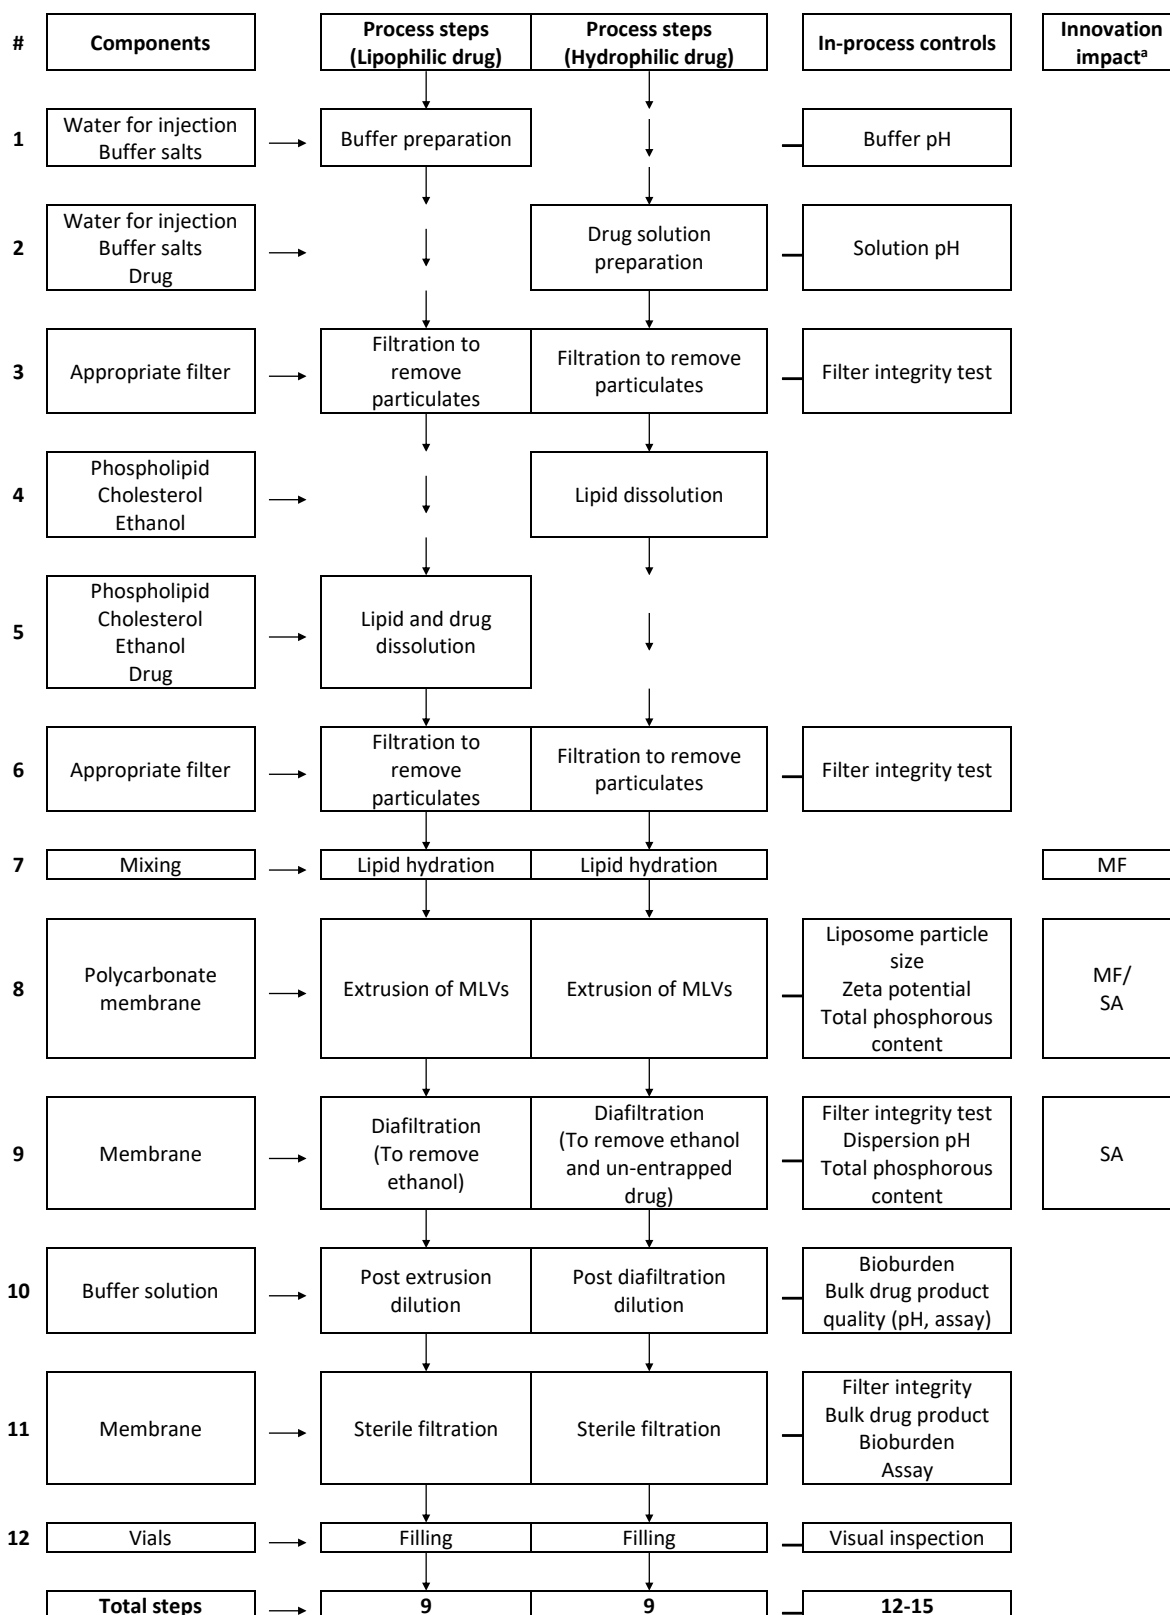 #
Components
Process steps
(Lipophilic drug)
Process steps
(Hydrophilic drug)
In-process controls
Innovation
impactᵃ
1
Water for injection
Buffer salts
Buffer preparation
Buffer pH
2
Water for injection
Buffer salts
Drug
Drug solution
preparation
Solution pH
3
Appropriate filter
Filtration to
remove
particulates
Filtration to remove
particulates
Filter integrity test
4
Phospholipid
Cholesterol
Ethanol
Lipid dissolution
5
Phospholipid
Cholesterol
Ethanol
Drug
Lipid and drug
dissolution
6
Appropriate filter
Filtration to
remove
particulates
Filtration to remove
particulates
Filter integrity test
7
Mixing
Lipid hydration
Lipid hydration
MF
8
Polycarbonate
membrane
Extrusion of MLVs
Extrusion of MLVs
Liposome particle
size
Zeta potential
Total phosphorous
content
MF/
SA
9
Membrane
Diafiltration
(To remove
ethanol)
Diafiltration
(To remove ethanol
and un-entrapped
drug)
Filter integrity test
Dispersion pH
Total phosphorous
content
SA
10
Buffer solution
Post extrusion
dilution
Post diafiltration
dilution
Bioburden
Bulk drug product
quality (pH, assay)
11
Membrane
Sterile filtration
Sterile filtration
Filter integrity
Bulk drug product
Bioburden
Assay
12
Vials
Filling
Filling
Visual inspection
Total steps
9
9
12-15